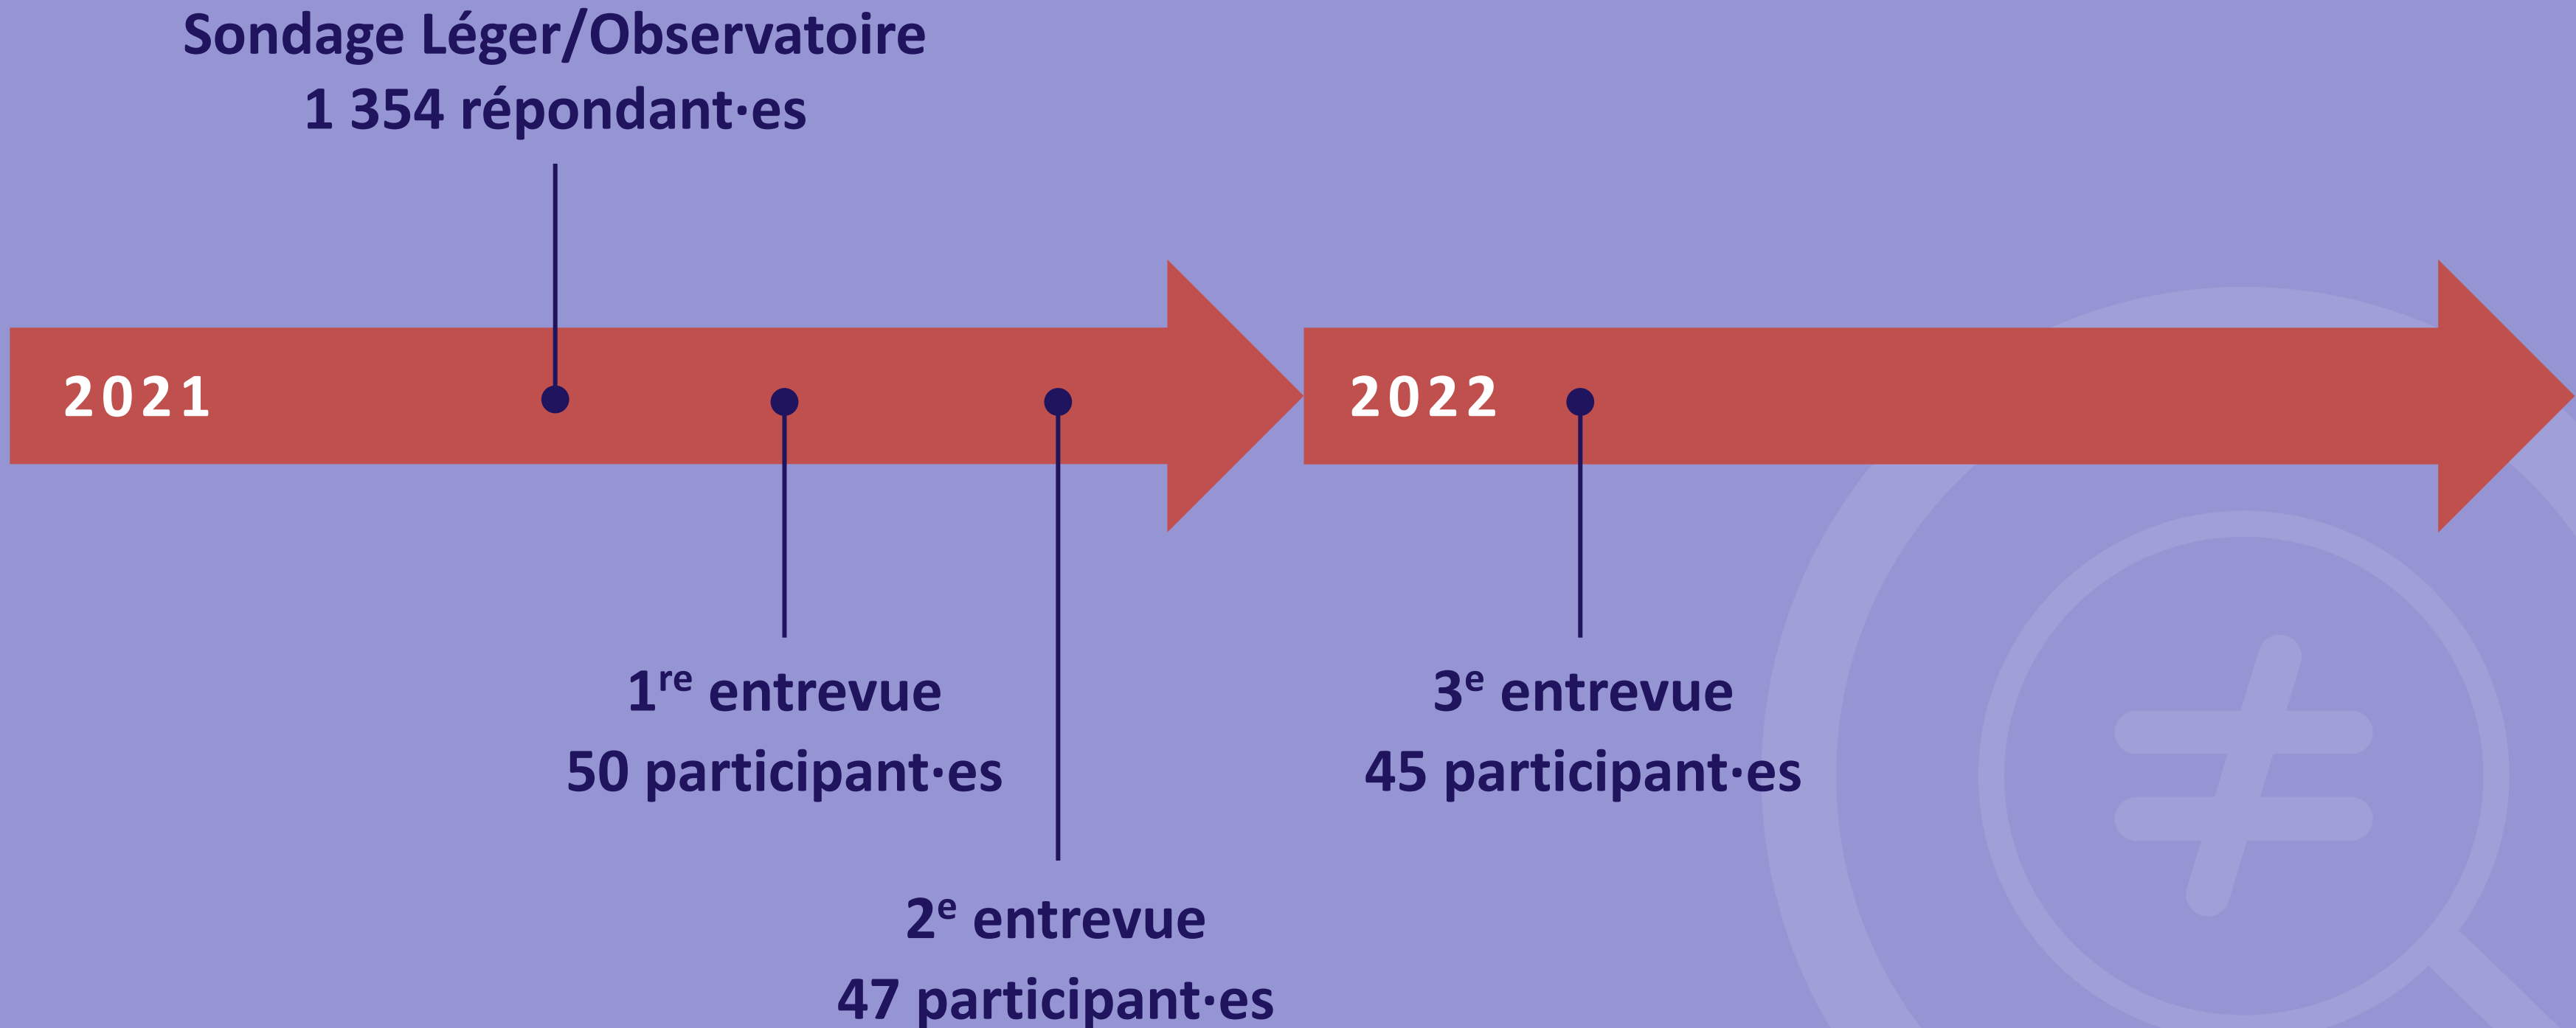 Sondage Léger/Observatoire
1 354 répondant·es
2021
2022
1re entrevue
50 participant·es
2e entrevue
47 participant·es
3e entrevue
45 participant·es